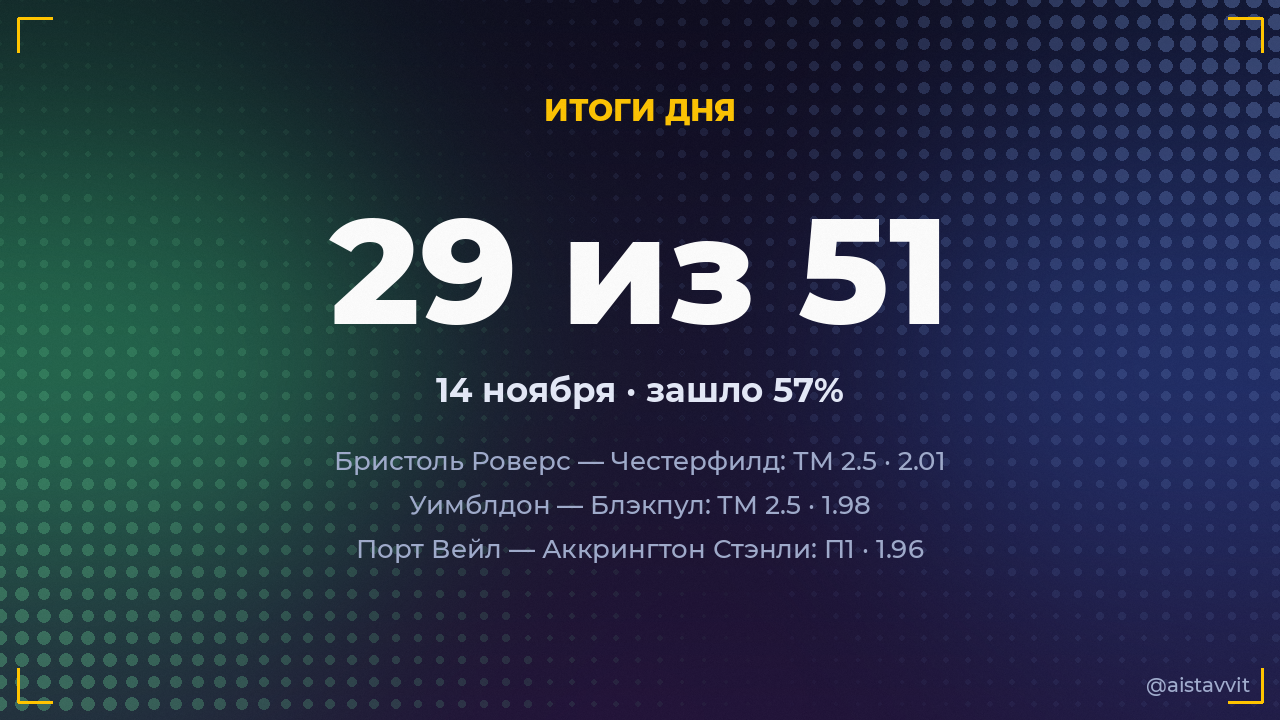 ИТОГИ ДНЯ
29 из 51
14 ноября · зашло 57%
Бристоль Роверс — Честерфилд: ТМ 2.5 · 2.01
Уимблдон — Блэкпул: ТМ 2.5 · 1.98
Порт Вейл — Аккрингтон Стэнли: П1 · 1.96
@aistavvit